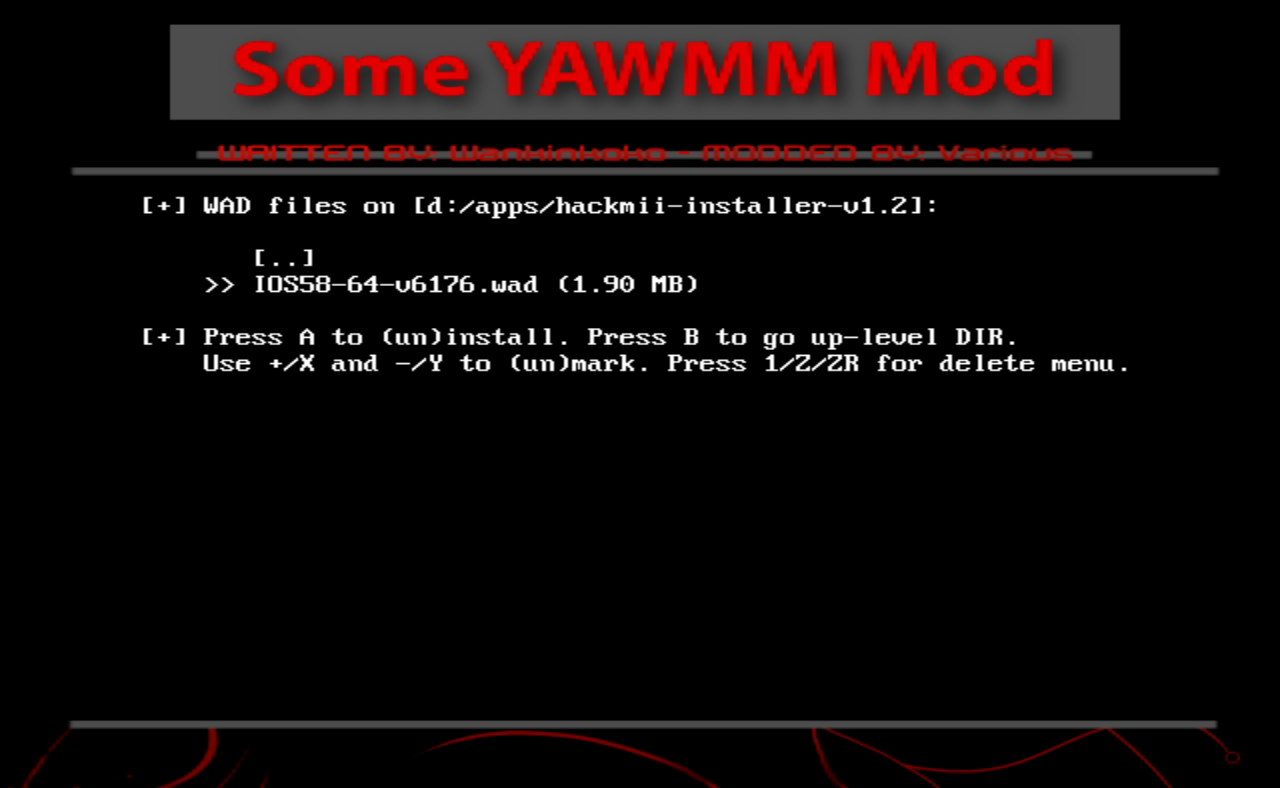 Some YAWMM Mod
WRITTEN BY: Wankinkoko - MODDED BY: Various
[+] WAD files on [d:/apps/hackmii-installer-v1.2]:
[..]
>> IOS58-64-v6176.wad (1.90 MB)
[+] Press A to (un)install. Press B to go up-level DIR.
Use +/X and -/Y to (un)mark. Press 1/Z/ZR for delete menu.